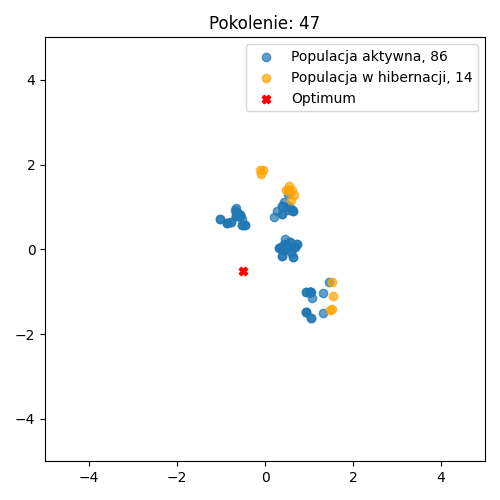 Pokolenie: 47
Populacja aktywna, 86
Populacja w hibernacji, 14
Optimum
4
2
0
−2
−4
−4
−2
0
2
4